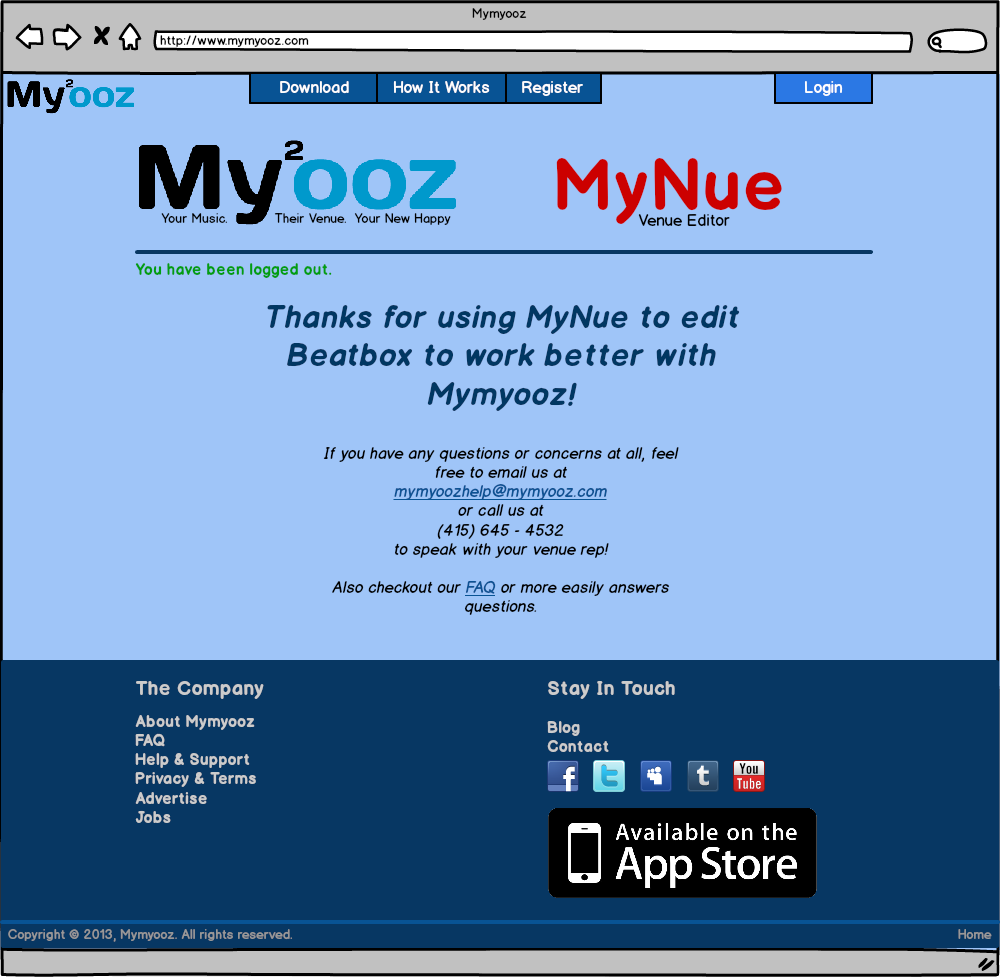 Mymyooz
http://www.mymyooz.com
My²ooz
Download How It Works Register Login
My²ooz
Your Music. Their Venue. Your New Happy
MyNue
Venue Editor
You have been logged out.
Thanks for using MyNue to edit
Beatbox to work better with
Mymyooz!
If you have any questions or concerns at all, feel
free to email us at
mymyoozhelp@mymyooz.com
or call us at
(415) 645 - 4532
to speak with your venue rep!
Also checkout our FAQ or more easily answers
questions.
The Company
About Mymyooz
FAQ
Help & Support
Privacy & Terms
Advertise
Jobs
Stay In Touch
Blog
Contact
f t t You
Tube
Available on the
App Store
Copyright © 2013, Mymyooz. All rights reserved. Home